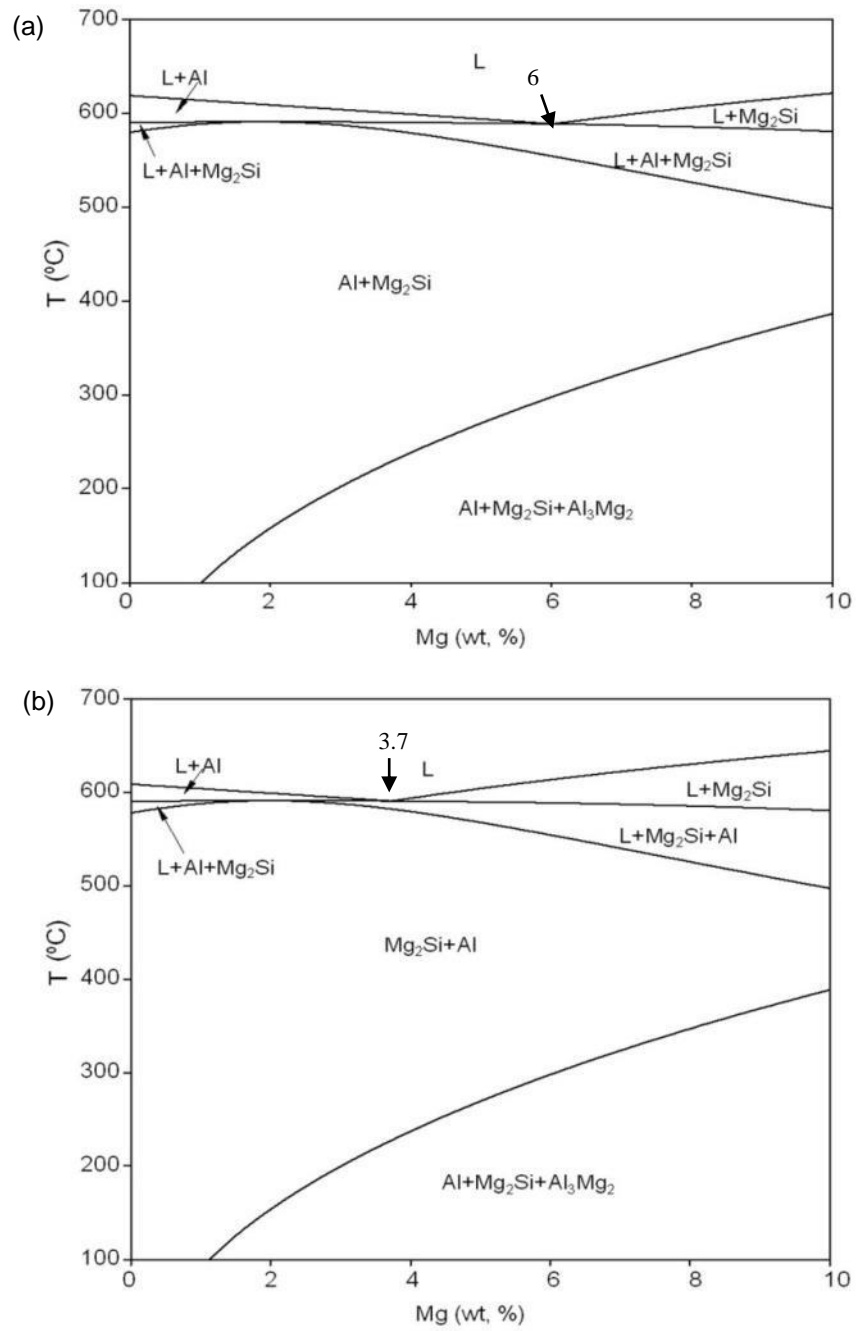 (a)
700
600
500
400
300
200
100
T (ºC)
L
6
L+Al
L+Mg₂Si
L+Al+Mg₂Si
L+Al+Mg₂Si
Al+Mg₂Si
Al+Mg₂Si+Al₃Mg₂
0
2
4
6
8
10
Mg (wt, %)
(b)
700
600
500
400
300
200
100
T (ºC)
3.7
L+Al
L
L+Mg₂Si
L+Mg₂Si+Al
L+Al+Mg₂Si
Mg₂Si+Al
Al+Mg₂Si+Al₃Mg₂
0
2
4
6
8
10
Mg (wt, %)